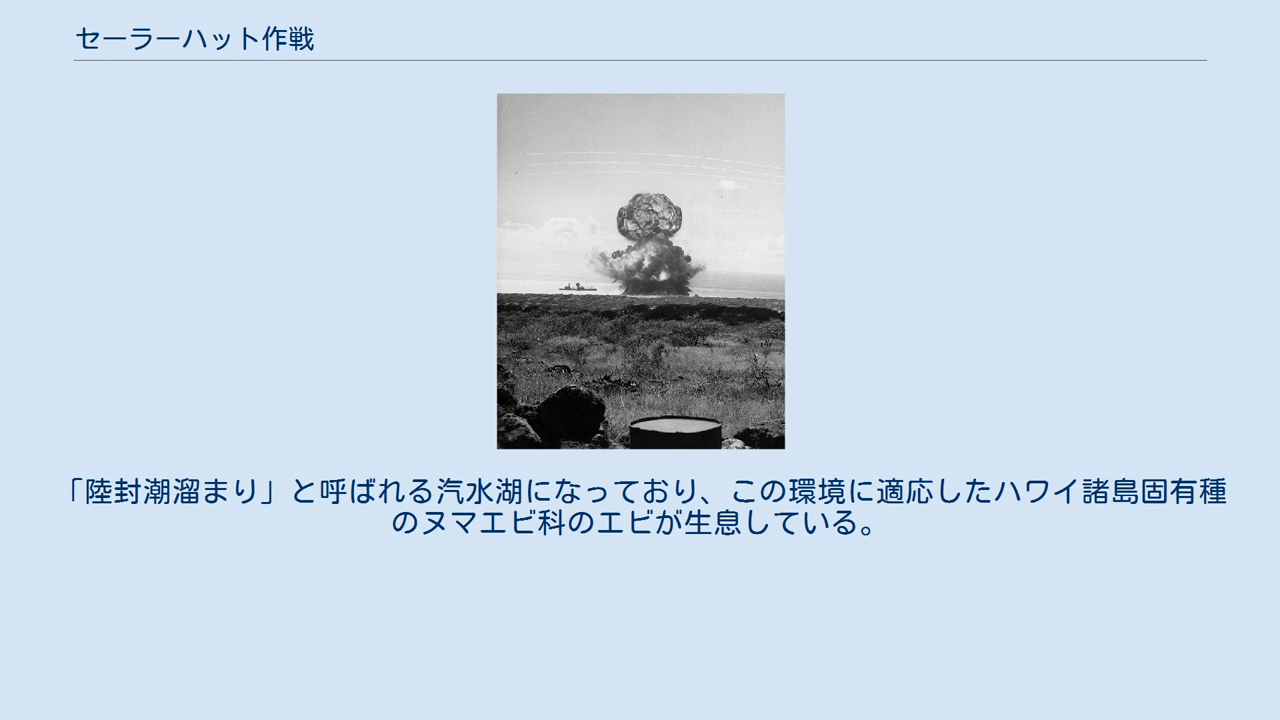 セーラーハット作戦
「陸封潮溜まり」と呼ばれる汽水湖になっており、この環境に適応したハワイ諸島固有種
のヌマエビ科のエビが生息している。